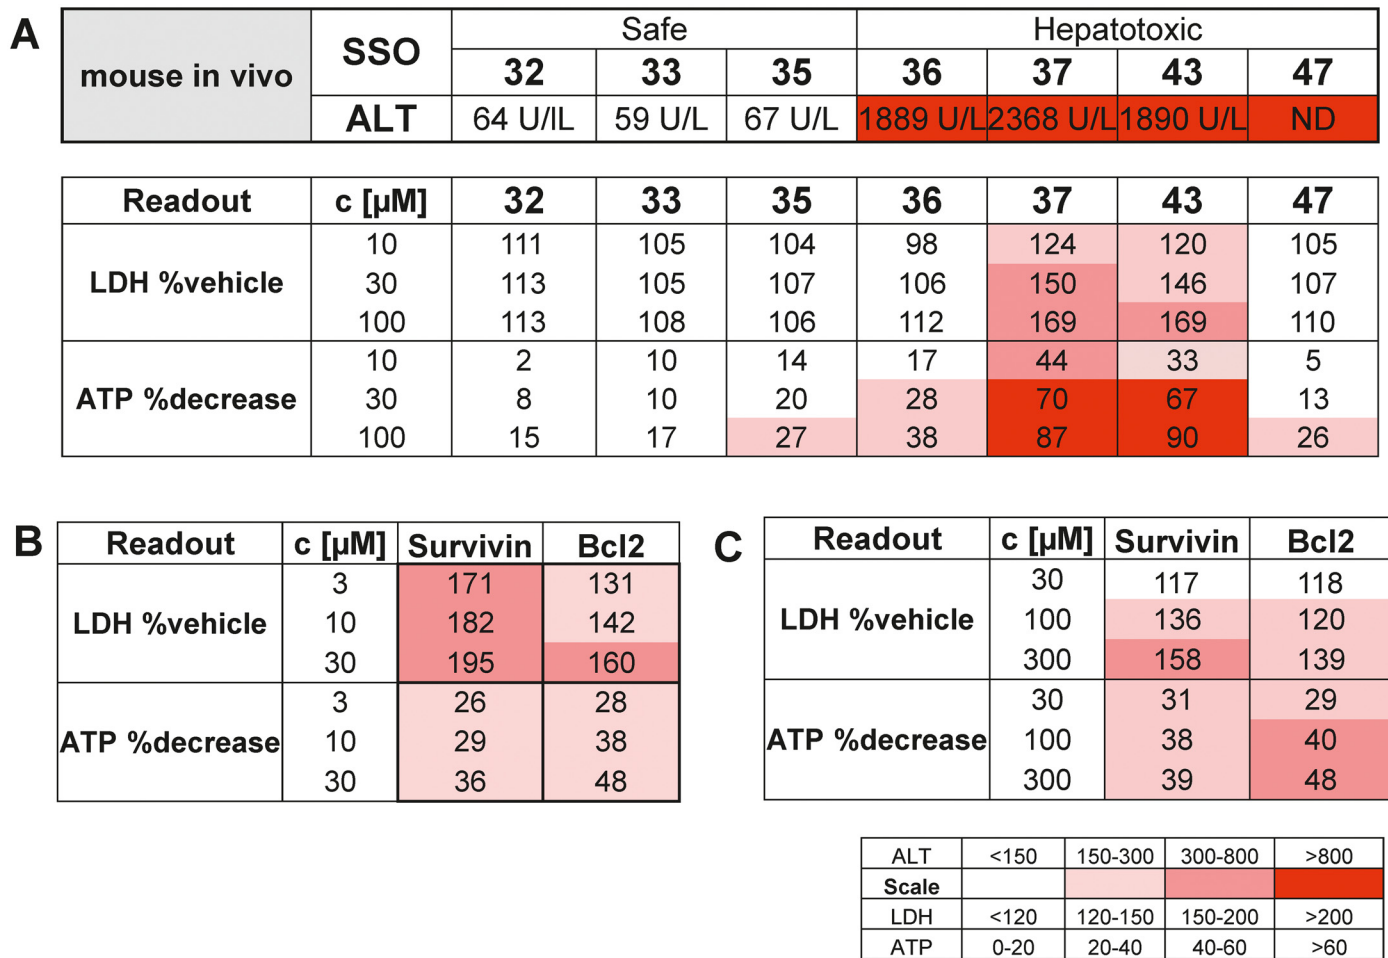 A
mouse in vivo SSO Safe Hepatotoxic
32 33 35 36 37 43 47
ALT 64 U/lL 59 U/L 67 U/L 1889 U/L 2368 U/L 1890 U/L ND
Readout c [µM] 32 33 35 36 37 43 47
LDH %vehicle
10 111 105 104 98 124 120 105
30 113 105 107 106 150 146 107
100 113 108 106 112 169 169 110
ATP %decrease
10 2 10 14 17 44 33 5
30 8 10 20 28 70 67 13
100 15 17 27 38 87 90 26
B
Readout c [µM] Survivin Bcl2
LDH %vehicle
3 171 131
10 182 142
30 195 160
ATP %decrease
3 26 28
10 29 38
30 36 48
C
Readout c [µM] Survivin Bcl2
LDH %vehicle
30 117 118
100 136 120
300 158 139
ATP %decrease
30 31 29
100 38 40
300 39 48
ALT <150 150-300 300-800 >800
Scale
LDH <120 120-150 150-200 >200
ATP 0-20 20-40 40-60 >60